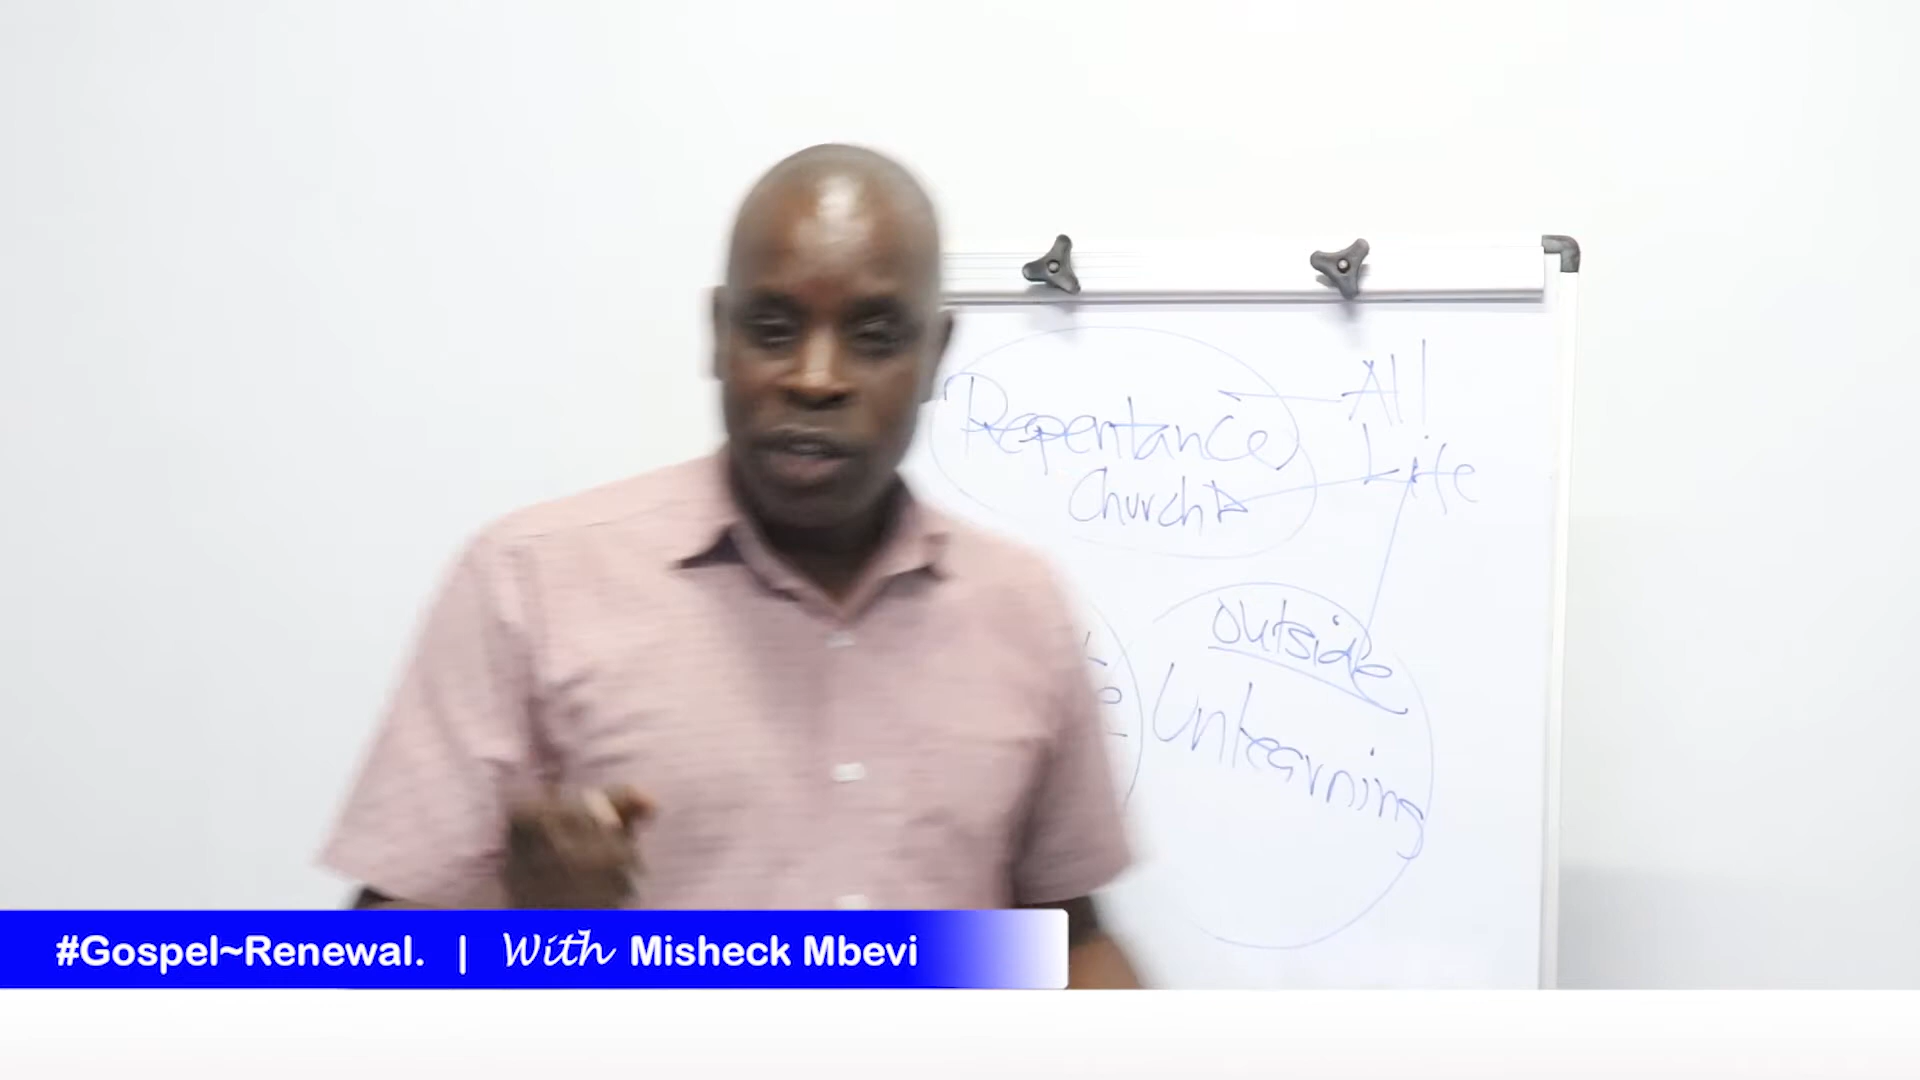 Repentance
Church
All
Life
Outside
Unlearning
#Gospel~Renewal. | With Misheck Mbevi